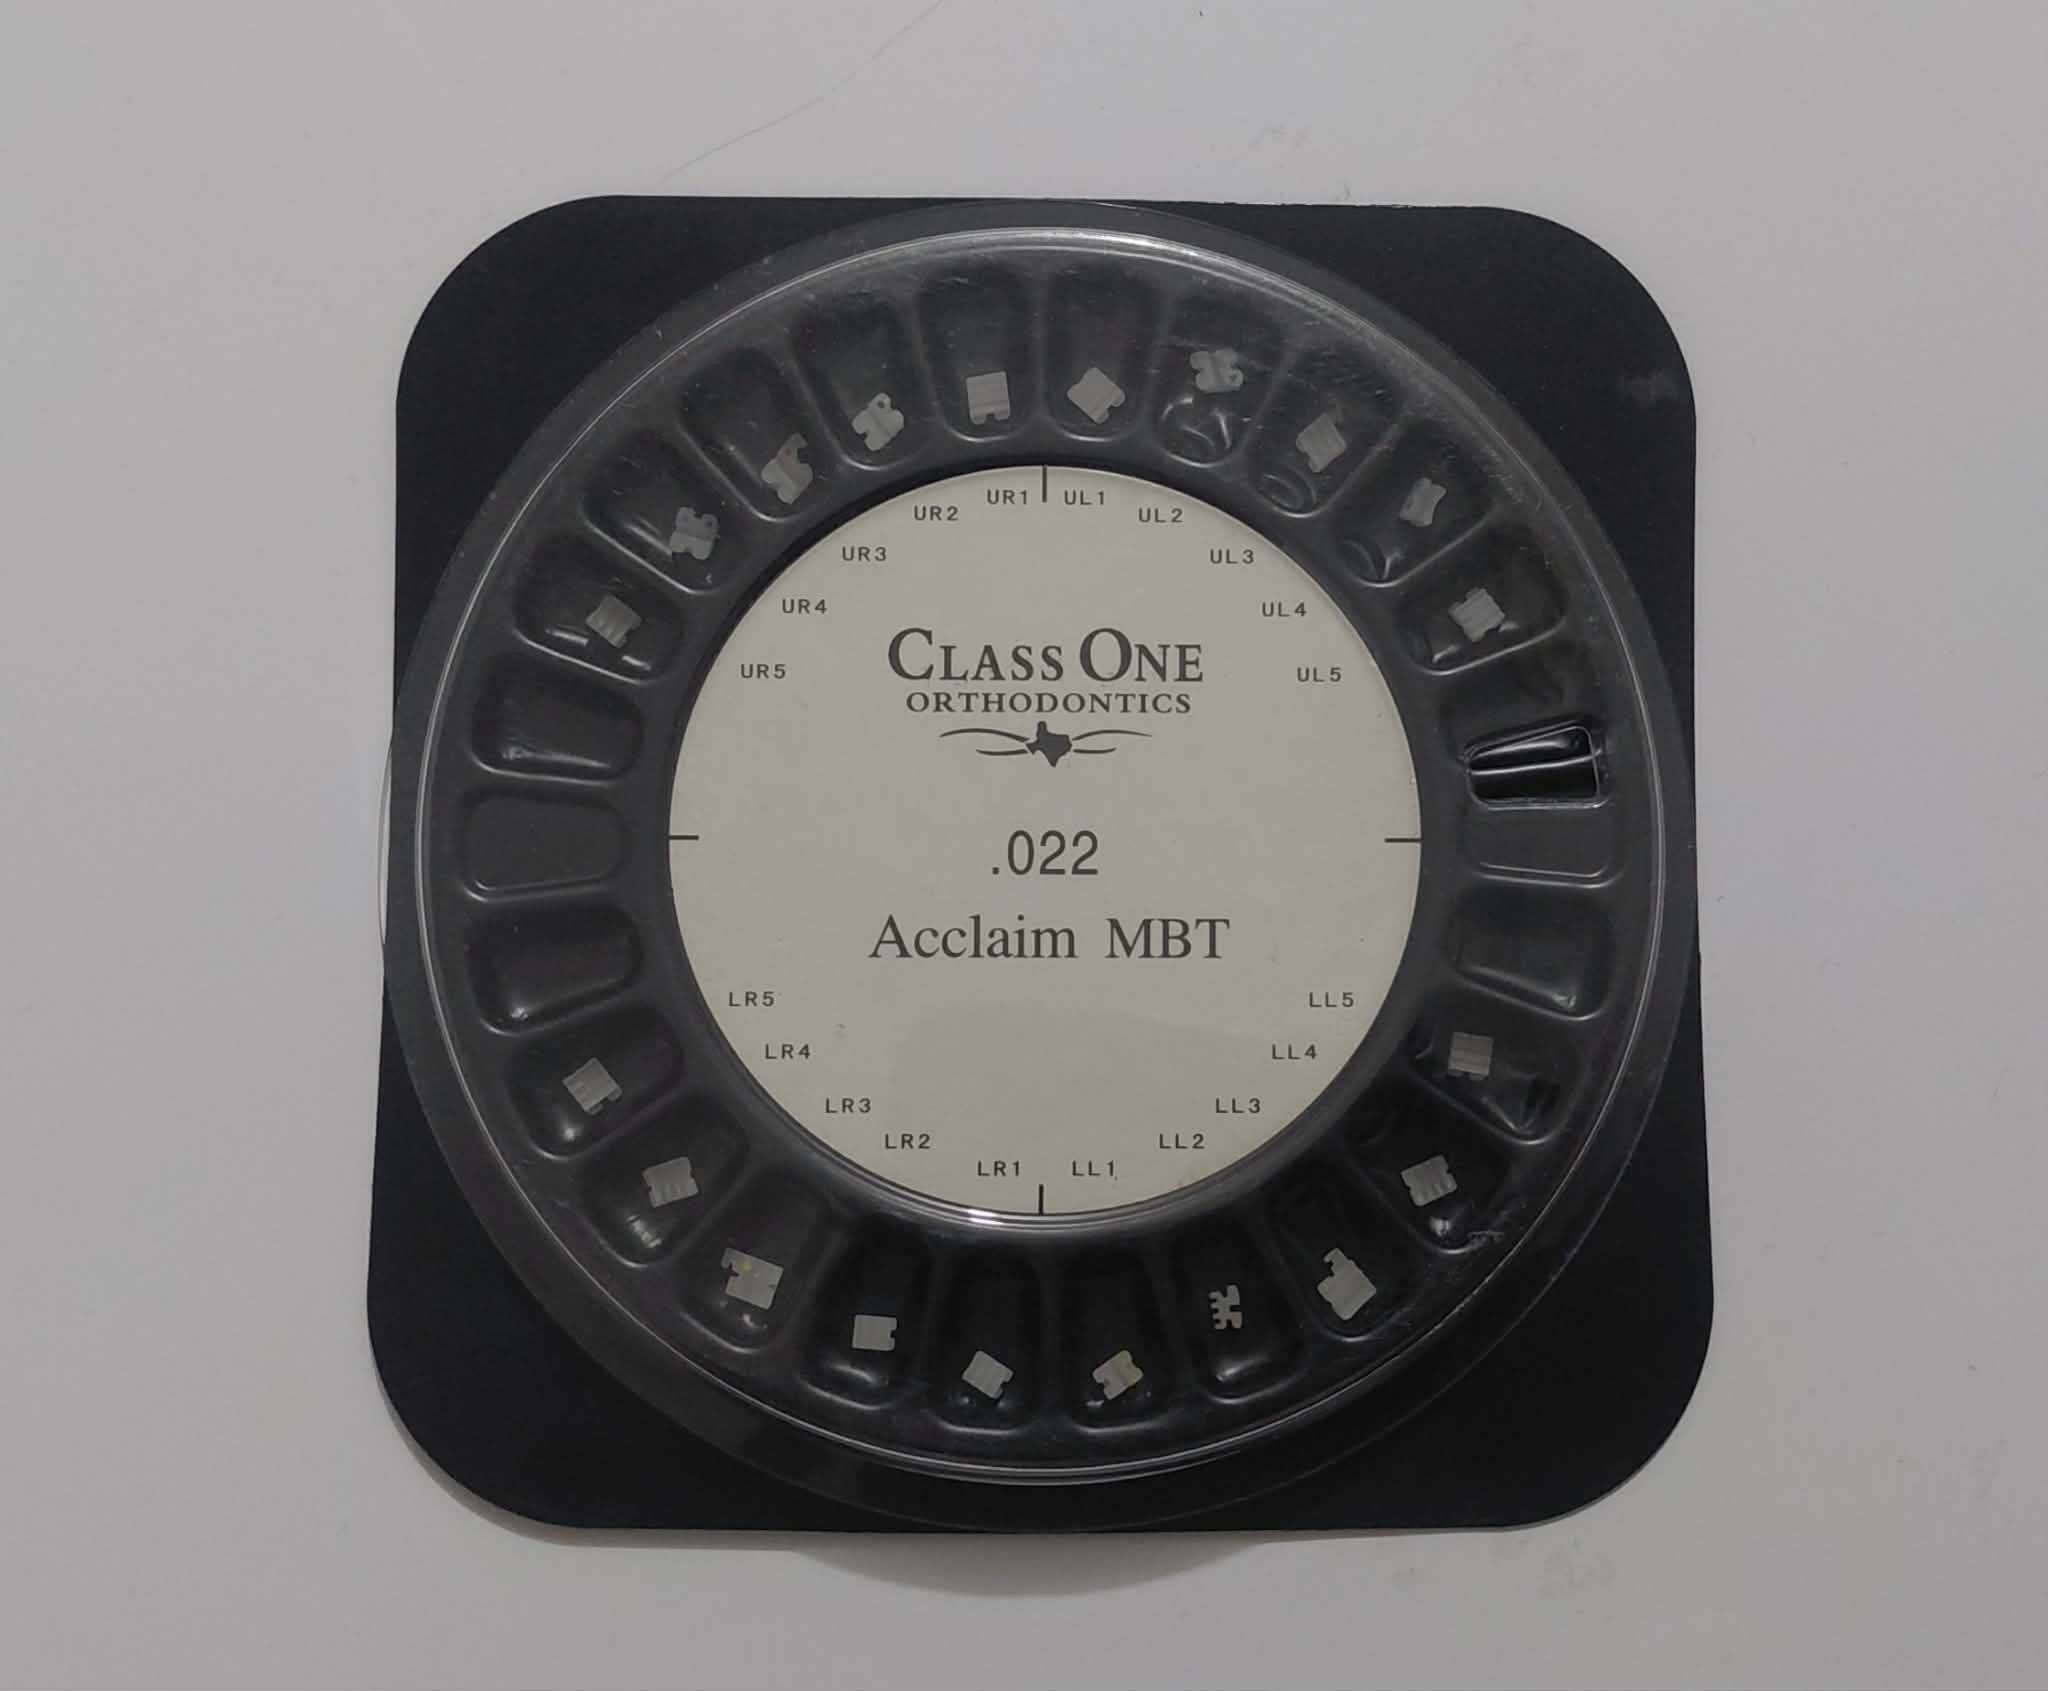 UR1 UL1
UR2 UL2
UR3 UL3
UR4 UL4
UR5 UL5
CLASS ONE
ORTHODONTICS
.022
Acclaim MBT
LR5 LL5
LR4 LL4
LR3 LL3
LR2 LL2
LR1 LL1